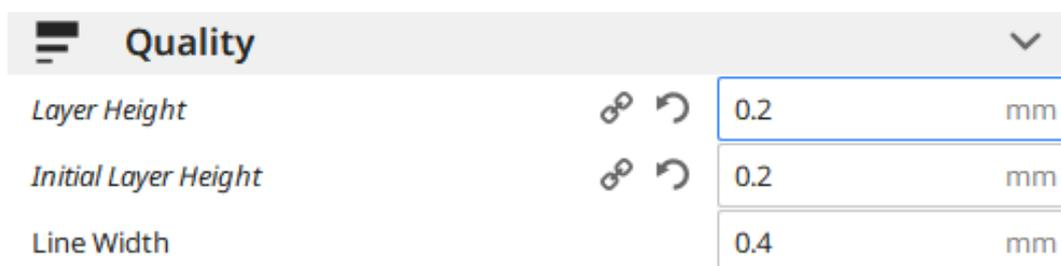 Quality
Layer Height 0.2 mm
Initial Layer Height 0.2 mm
Line Width 0.4 mm